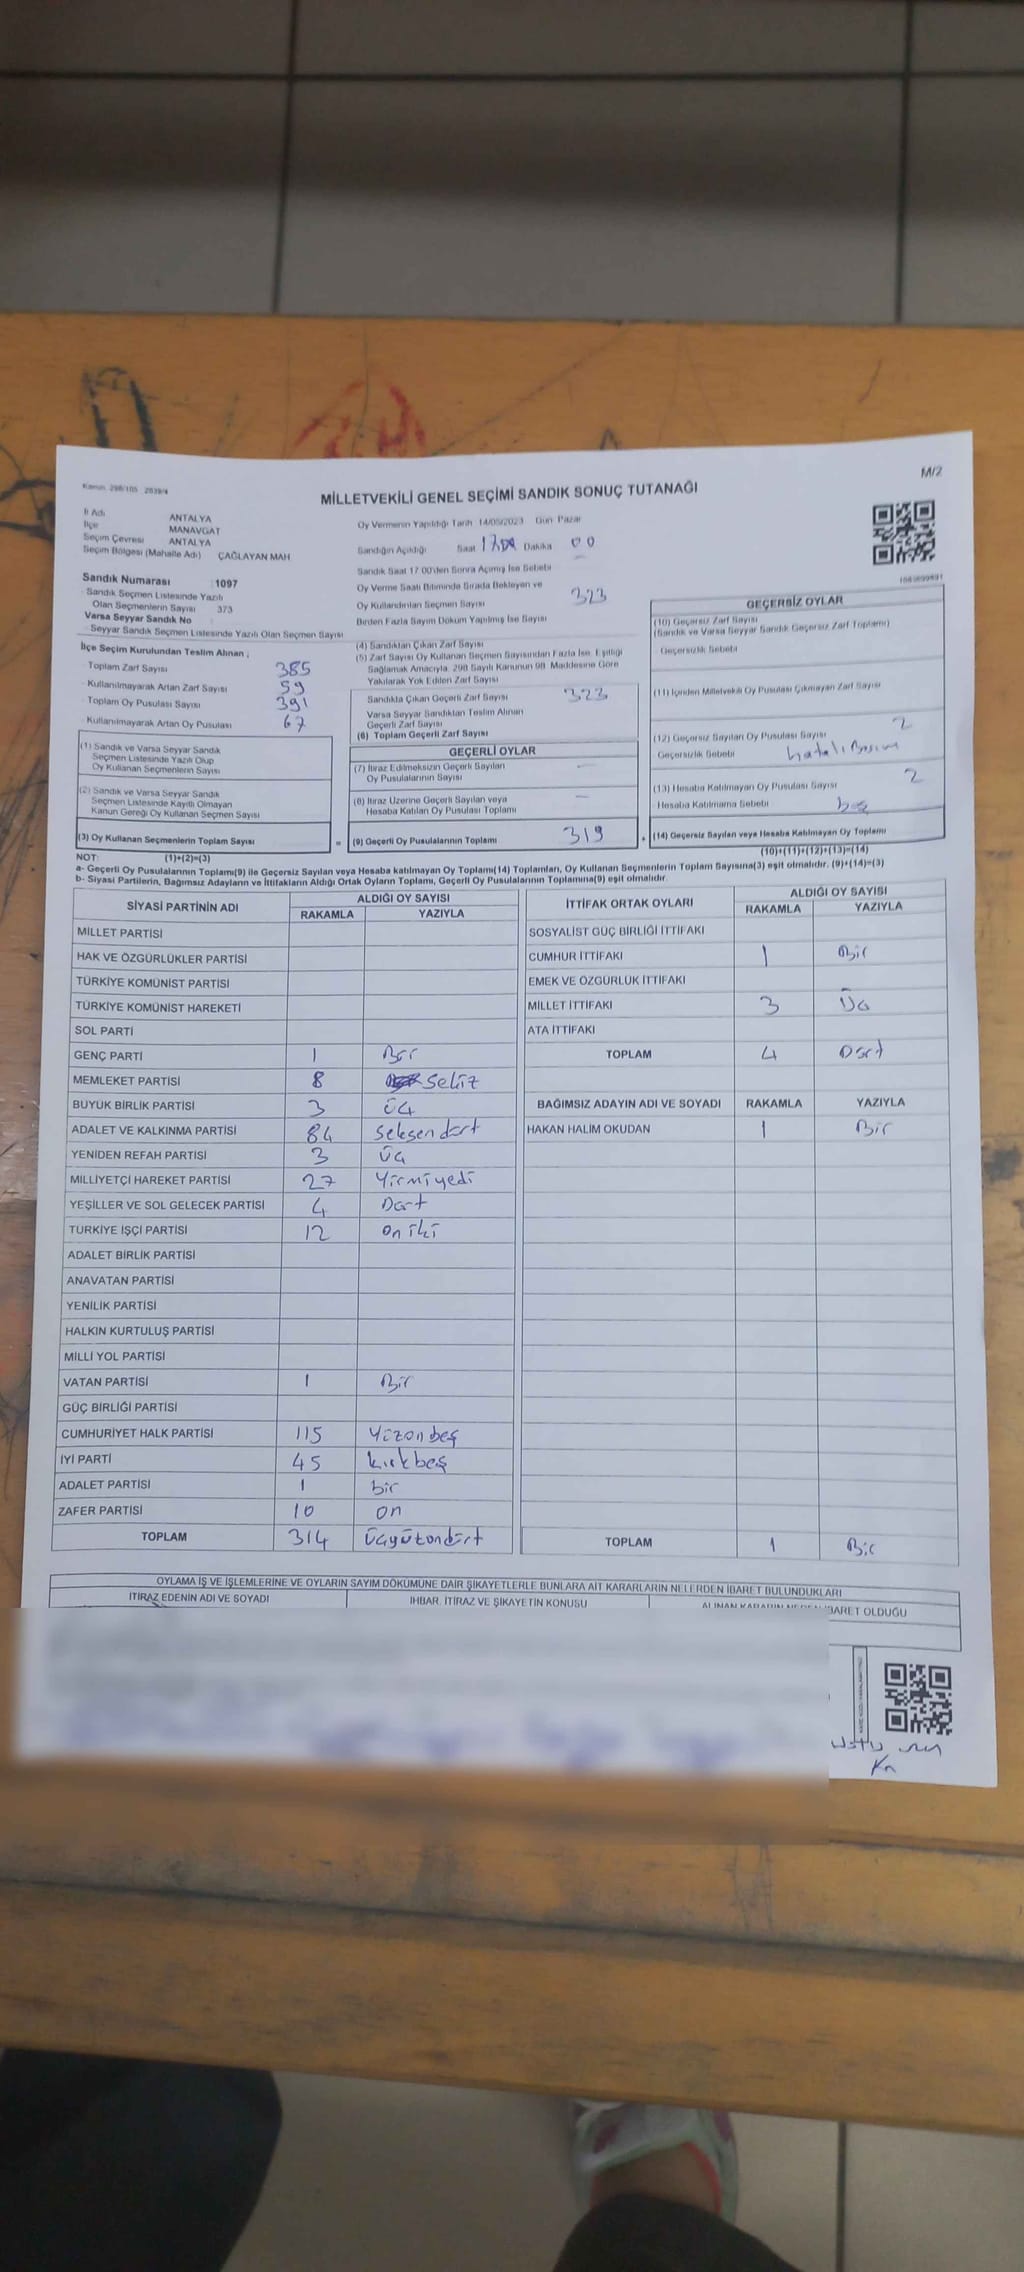 Kanun 298/105 2839/4
M/2
MİLLETVEKİLİ GENEL SEÇİMİ SANDIK SONUÇ TUTANAĞI
İl Adı ANTALYA
İlçe MANAVGAT
Seçim Çevresi ANTALYA
Seçim Bölgesi (Mahalle Adı) ÇAĞLAYAN MAH
Sandık Numarası :1097
Sandık Seçmen Listesinde Yazılı
Olan Seçmenlerin Sayısı 373
Varsa Seyyar Sandık No
Seyyar Sandık Seçmen Listesinde Yazılı Olan Seçmen Sayısı
Oy Vermenin Yapıldığı Tarih 14/05/2023 Gün Pazar
Sandığın Açıldığı Saat 17 Dakika 00
Sandık Saat 17 00'den Sonra Açılmış İse Sebebi
Oy Verme Saati Bitiminde Sırada Bekleyen ve
Oy Kullandırılan Seçmen Sayısı 323
Birden Fazla Sayım Döküm Yapılmış İse Sayısı
İlçe Seçim Kurulundan Teslim Alınan ;
Toplam Zarf Sayısı 385
Kullanılmayarak Artan Zarf Sayısı 59
Toplam Oy Pusulası Sayısı 391
Kullanılmayarak Artan Oy Pusulası 67
(1) Sandık ve Varsa Seyyar Sandık
Seçmen Listesinde Yazılı Olup
Oy Kullanan Seçmenlerin Sayısı
(2) Sandık ve Varsa Seyyar Sandık
Seçmen Listesinde Kayıtlı Olmayan
Kanun Gereği Oy Kullanan Seçmen Sayısı
(3) Oy Kullanan Seçmenlerin Toplam Sayısı
(4) Sandıktan Çıkan Zarf Sayısı
(5) Zarf Sayısı Oy Kullanan Seçmen Sayısından Fazla İse, Eşitliği
Sağlamak Amacıyla, 298 Sayılı Kanunun 98. Maddesine Göre
Yakılarak Yok Edilen Zarf Sayısı
Sandıkta Çıkan Geçerli Zarf Sayısı 323
Varsa Seyyar Sandıktan Teslim Alınan
Geçerli Zarf Sayısı
(6) Toplam Geçerli Zarf Sayısı
GEÇERLİ OYLAR
(7) İtiraz Edilmeksizin Geçerli Sayılan
Oy Pusulalarının Sayısı —
(8) İtiraz Üzerine Geçerli Sayılan veya
Hesaba Katılan Oy Pusulası Toplamı —
= (9) Geçerli Oy Pusulalarının Toplamı 319 +
GEÇERSİZ OYLAR
(10) Geçersiz Zarf Sayısı
(Sandık ve Varsa Seyyar Sandık Geçersiz Zarf Toplamı)
Geçersizlik Sebebi
(11) İçinden Milletvekili Oy Pusulası Çıkmayan Zarf Sayısı
(12) Geçersiz Sayılan Oy Pusulası Sayısı 2
Geçersizlik Sebebi hatalı Basım
(13) Hesaba Katılmayan Oy Pusulası Sayısı 2
Hesaba Katılmama Sebebi boş
(14) Geçersiz Sayılan veya Hesaba Katılmayan Oy Toplamı
NOT: (1)+(2)=(3) (10)+(11)+(12)+(13)=(14)
a- Geçerli Oy Pusulalarının Toplamı(9) ile Geçersiz Sayılan veya Hesaba katılmayan Oy Toplamı(14) Toplamları, Oy Kullanan Seçmenlerin Toplam Sayısına(3) eşit olmalıdır. (9)+(14)=(3)
b- Siyasi Partilerin, Bağımsız Adayların ve İttifakların Aldığı Ortak Oyların Toplamı, Geçerli Oy Pusulalarının Toplamına(9) eşit olmalıdır.
SİYASİ PARTİNİN ADI ALDIĞI OY SAYISI
RAKAMLA YAZIYLA
MİLLET PARTİSİ
HAK VE ÖZGÜRLÜKLER PARTİSİ
TÜRKİYE KOMÜNİST PARTİSİ
TÜRKİYE KOMÜNİST HAREKETİ
SOL PARTİ
GENÇ PARTİ 1 Bir
MEMLEKET PARTİSİ 8 sekiz
BÜYÜK BİRLİK PARTİSİ 3 üç
ADALET VE KALKINMA PARTİSİ 84 seksendört
YENİDEN REFAH PARTİSİ 3 üç
MİLLİYETÇİ HAREKET PARTİSİ 27 Yirmiyedi
YEŞİLLER VE SOL GELECEK PARTİSİ 4 Dört
TÜRKİYE İŞÇİ PARTİSİ 12 on iki
ADALET BİRLİK PARTİSİ
ANAVATAN PARTİSİ
YENİLİK PARTİSİ
HALKIN KURTULUŞ PARTİSİ
MİLLİ YOL PARTİSİ
VATAN PARTİSİ 1 Bir
GÜÇ BİRLİĞİ PARTİSİ
CUMHURİYET HALK PARTİSİ 115 Yüzonbeş
İYİ PARTİ 45 kırkbeş
ADALET PARTİSİ 1 bir
ZAFER PARTİSİ 10 on
TOPLAM 314 üçyüzondört
İTTİFAK ORTAK OYLARI ALDIĞI OY SAYISI
RAKAMLA YAZIYLA
SOSYALİST GÜÇ BİRLİĞİ İTTİFAKI
CUMHUR İTTİFAKI 1 Bir
EMEK VE ÖZGÜRLÜK İTTİFAKI
MİLLET İTTİFAKI 3 Üç
ATA İTTİFAKI
TOPLAM 4 Dört
BAĞIMSIZ ADAYIN ADI VE SOYADI RAKAMLA YAZIYLA
HAKAN HALİM OKUDAN 1 Bir
TOPLAM 1 Bir
OYLAMA İŞ VE İŞLEMLERİNE VE OYLARIN SAYIM DÖKÜMÜNE DAİR ŞİKAYETLERLE BUNLARA AİT KARARLARIN NELERDEN İBARET BULUNDUKLARI
İTİRAZ EDENİN ADI VE SOYADI İHBAR, İTİRAZ VE ŞİKAYETİN KONUSU ALINAN KARARIN NEDEN İBARET OLDUĞU